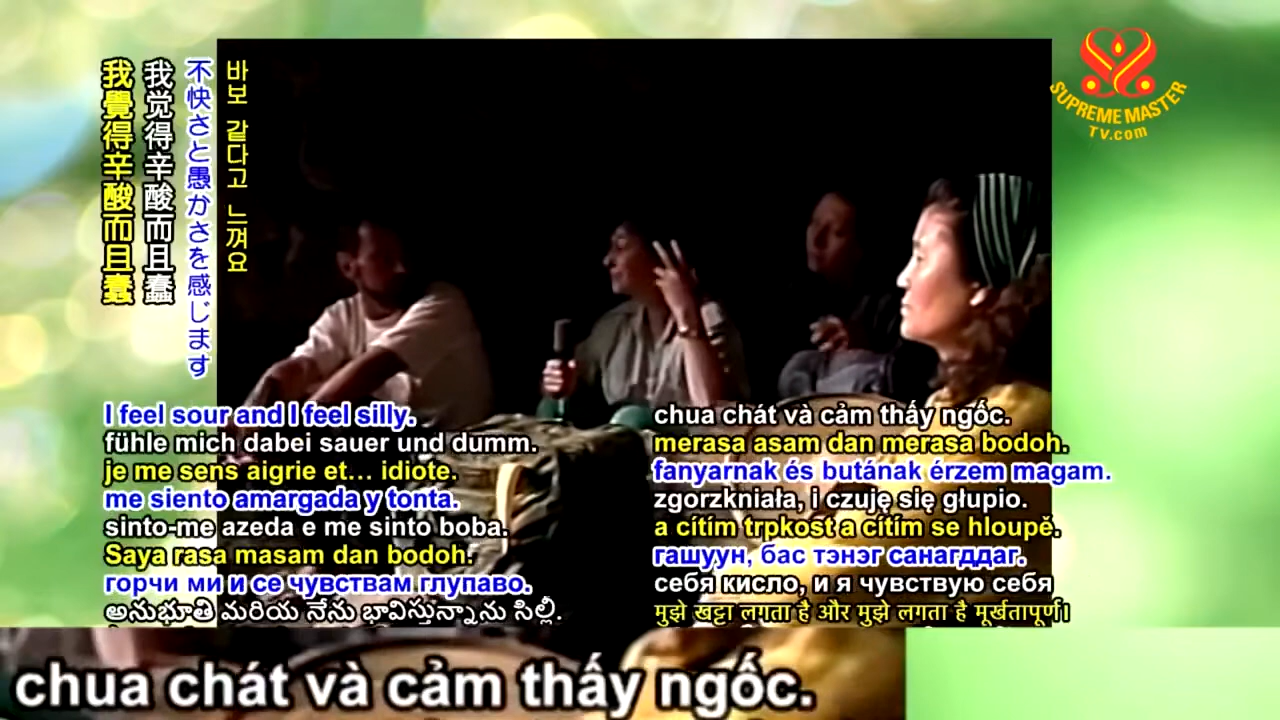 我覺得辛酸而且蠢
我觉得辛酸而且蠢
不快さと愚かさを感じます
바보 같다고 느껴요
SUPREME MASTER
TV.com
I feel sour and I feel silly.
fühle mich dabei sauer und dumm.
je me sens aigrie et... idiote.
me siento amargada y tonta.
sinto-me azeda e me sinto boba.
Saya rasa masam dan bodoh.
горчи ми и се чувствам глупаво.
అనుభూతి మరియ నేను భావిస్తున్నాను సిల్లీ.
chua chát và cảm thấy ngốc.
merasa asam dan merasa bodoh.
fanyarnak és butának érzem magam.
zgorzkniała, i czuję się głupio.
a cítím trpkost a cítím se hloupě.
гашуун, бас тэнэг санагддаг.
себя кисло, и я чувствую себя
मुझे खट्टा लगता है और मुझे लगता है मूर्खतापूर्ण।
chua chát và cảm thấy ngốc.